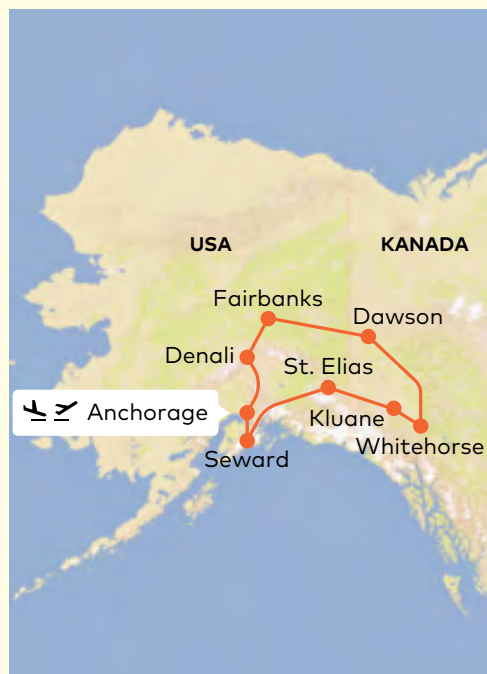 USA
KANADA
Fairbanks
Dawson
Denali
St. Elias
Anchorage
Kluane
Whitehorse
Seward